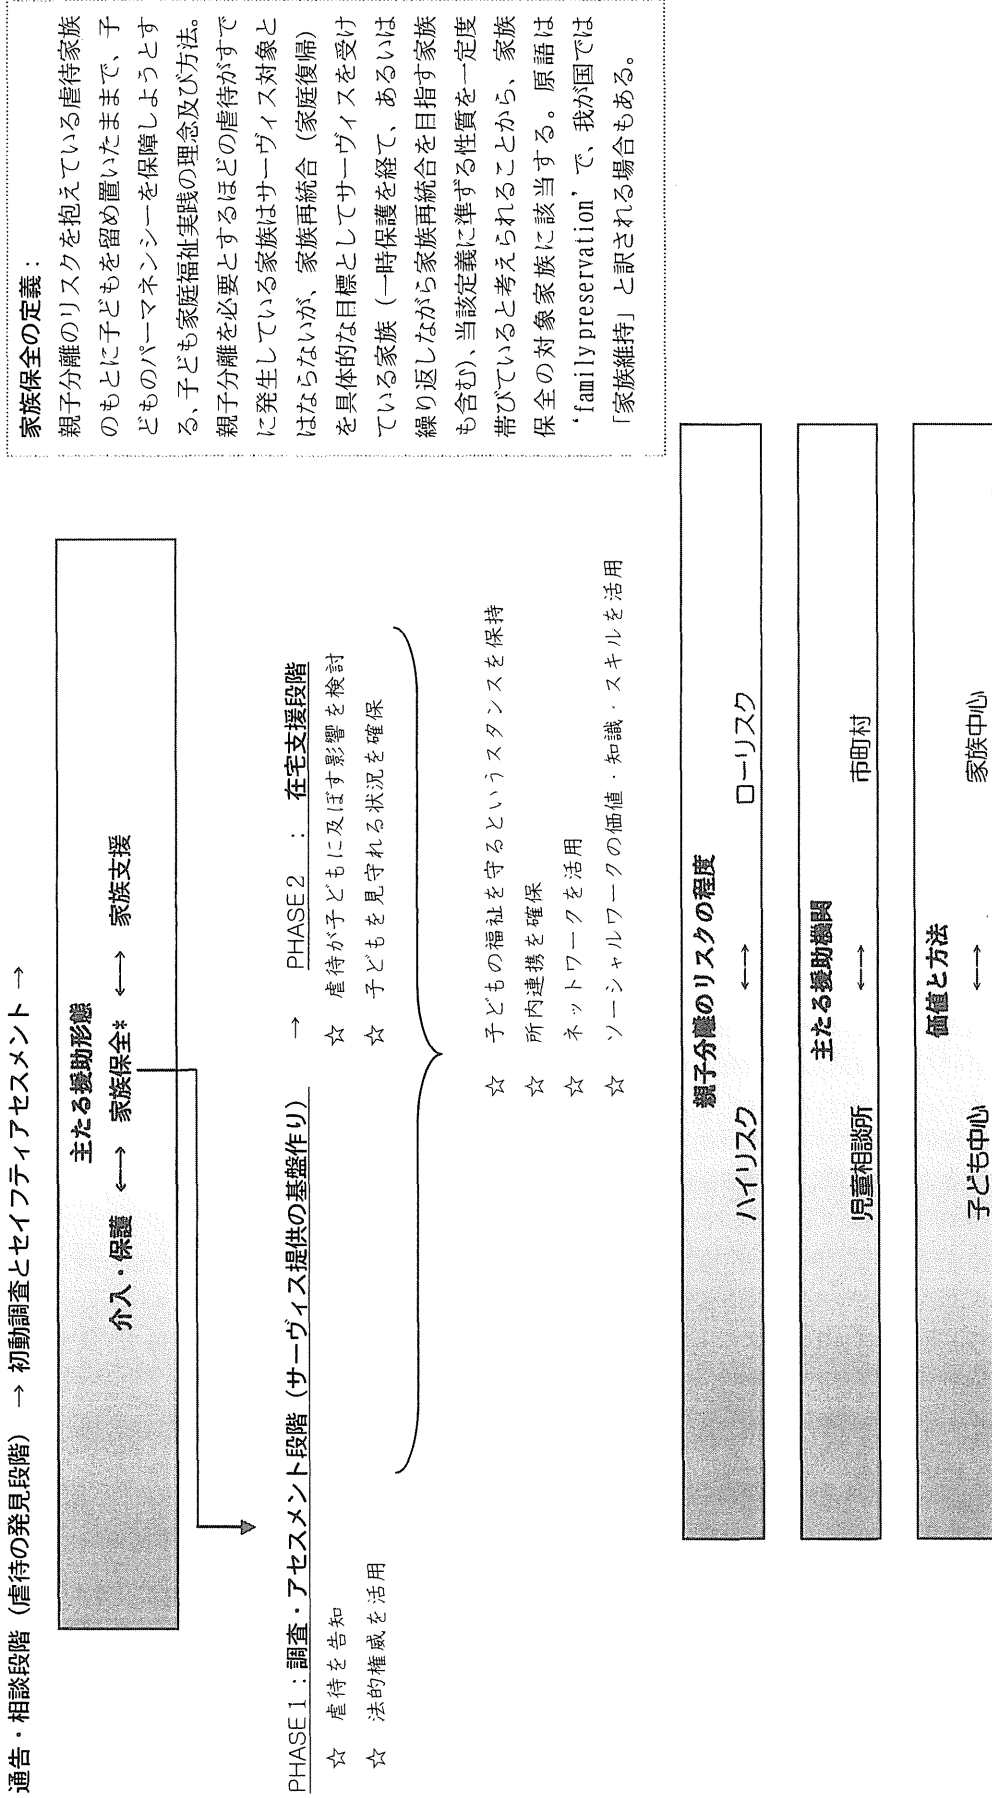 通告・相談段階（虐待の発見段階）　→ 初動調査とセイフティアセスメント →
主たる援助形態
介入・保護 ←→ 家族保全* ←→ 家族支援
家族保全の定義：
親子分離のリスクを抱えている虐待家族
のもとに子どもを留め置いたままで、子
どものパーマネンシーを保障しようとす
る、子ども家庭福祉実践の理念及び方法。
親子分離を必要とするほどの虐待がすで
に発生している家族はサーヴィス対象と
はならないが、家族再統合（家庭復帰）
を具体的な目標としてサーヴィスを受け
ている家族（一時保護を経て、あるいは
繰り返しながら家族再統合を目指す家族
も含む）、当該定義に準ずる性質を一定度
帯びていると考えられることから、家族
保全の対象家族に該当する。原語は
‘family preservation’で、我が国では
「家族維持」と訳される場合もある。
PHASE 1：調査・アセスメント段階（サーヴィス提供の基盤作り）　→　PHASE 2　：　在宅支援段階
☆　虐待を告知
☆　法的権威を活用
☆　虐待が子どもに及ぼす影響を検討
☆　子どもを見守れる状況を確保
☆　子どもの福祉を守るというスタンスを保持
☆　所内連携を確保
☆　ネットワークを活用
☆　ソーシャルワークの価値・知識・スキルを活用
親子分離のリスクの程度
ハイリスク　←→　ローリスク
主たる援助機関
児童相談所　←→　市町村
価値と方法
子ども中心　←→　家族中心